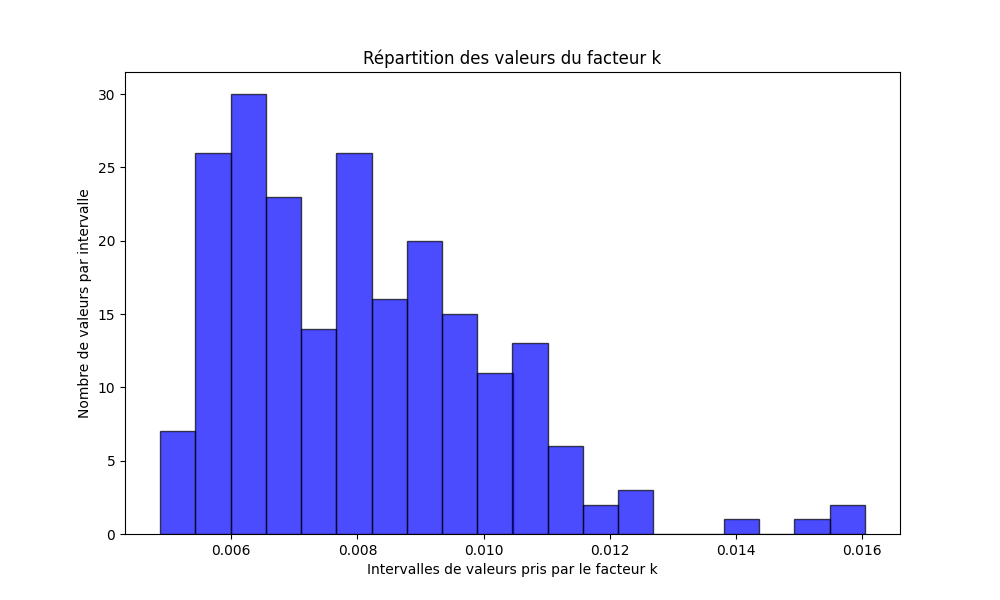 Répartition des valeurs du facteur k
30
25
20
15
10
5
0
Nombre de valeurs par intervalle
0.006 0.008 0.010 0.012 0.014 0.016
Intervalles de valeurs pris par le facteur k